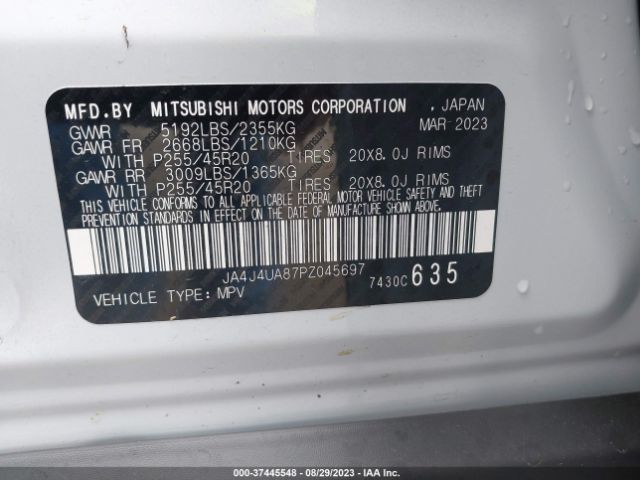 MFD.BY MITSUBISHI MOTORS CORPORATION , JAPAN
GVWR 5192LBS/2355KG MAR-2023
GAWR FR 2668LBS/1210KG
WITH P255/45R20 TIRES 20X8.0J RIMS
GAWR RR 3009LBS/1365KG
WITH P255/45R20 TIRES 20X8.0J RIMS
THIS VEHICLE CONFORMS TO ALL APPLICABLE FEDERAL MOTOR VEHICLE SAFETY AND THEFT
PREVENTION STANDARDS IN EFFECT ON THE DATE OF MANUFACTURE SHOWN ABOVE.
JA4J4UA87PZ045697
7430C 635
VEHICLE TYPE: MPV
000-37445548 - 08/29/2023 - IAA Inc.